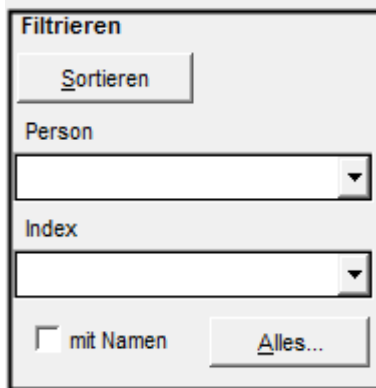 Filtrieren
Sortieren
Person
Index
mit Namen Alles...